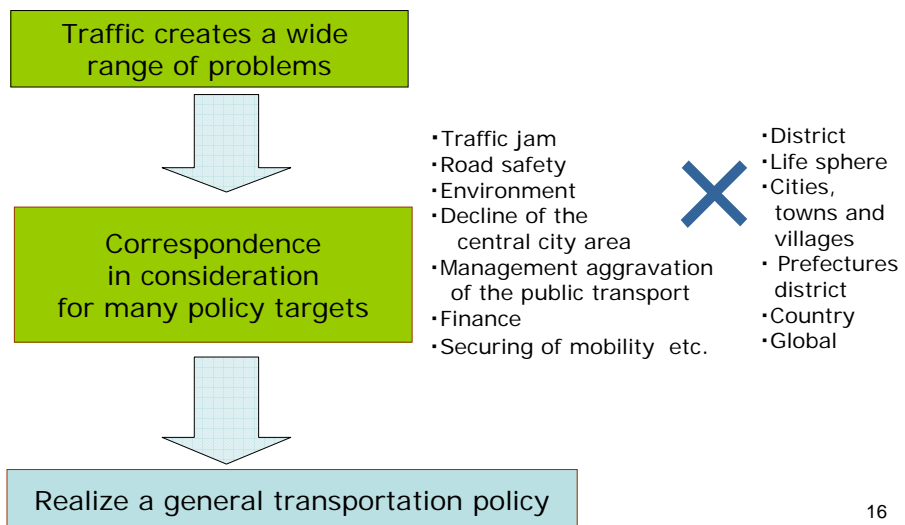 Traffic creates a wide
range of problems
Correspondence
in consideration
for many policy targets
・Traffic jam
・Road safety
・Environment
・Decline of the
central city area
・Management aggravation
of the public transport
・Finance
・Securing of mobility etc.
・District
・Life sphere
・Cities,
towns and
villages
・ Prefectures
district
・Country
・Global
Realize a general transportation policy
16